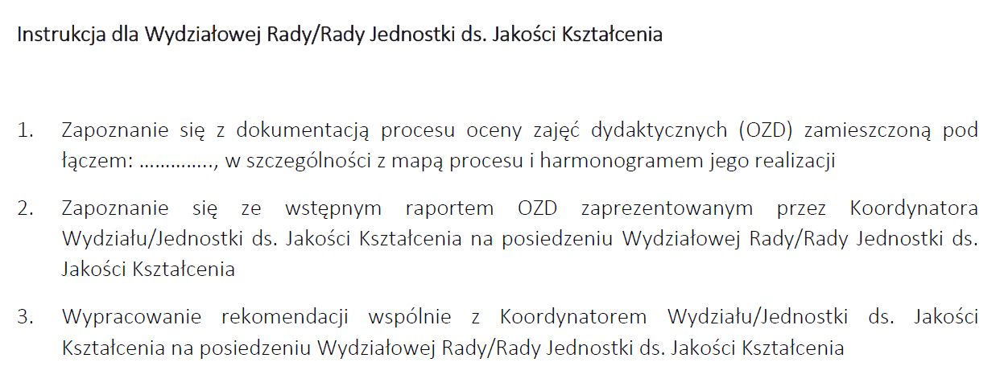 Instrukcja dla Wydziałowej Rady/Rady Jednostki ds. Jakości Kształcenia
1. Zapoznanie się z dokumentacją procesu oceny zajęć dydaktycznych (OZD) zamieszczoną pod
łączem: ………….., w szczególności z mapą procesu i harmonogramem jego realizacji
2. Zapoznanie się ze wstępnym raportem OZD zaprezentowanym przez Koordynatora
Wydziału/Jednostki ds. Jakości Kształcenia na posiedzeniu Wydziałowej Rady/Rady Jednostki ds.
Jakości Kształcenia
3. Wypracowanie rekomendacji wspólnie z Koordynatorem Wydziału/Jednostki ds. Jakości
Kształcenia na posiedzeniu Wydziałowej Rady/Rady Jednostki ds. Jakości Kształcenia